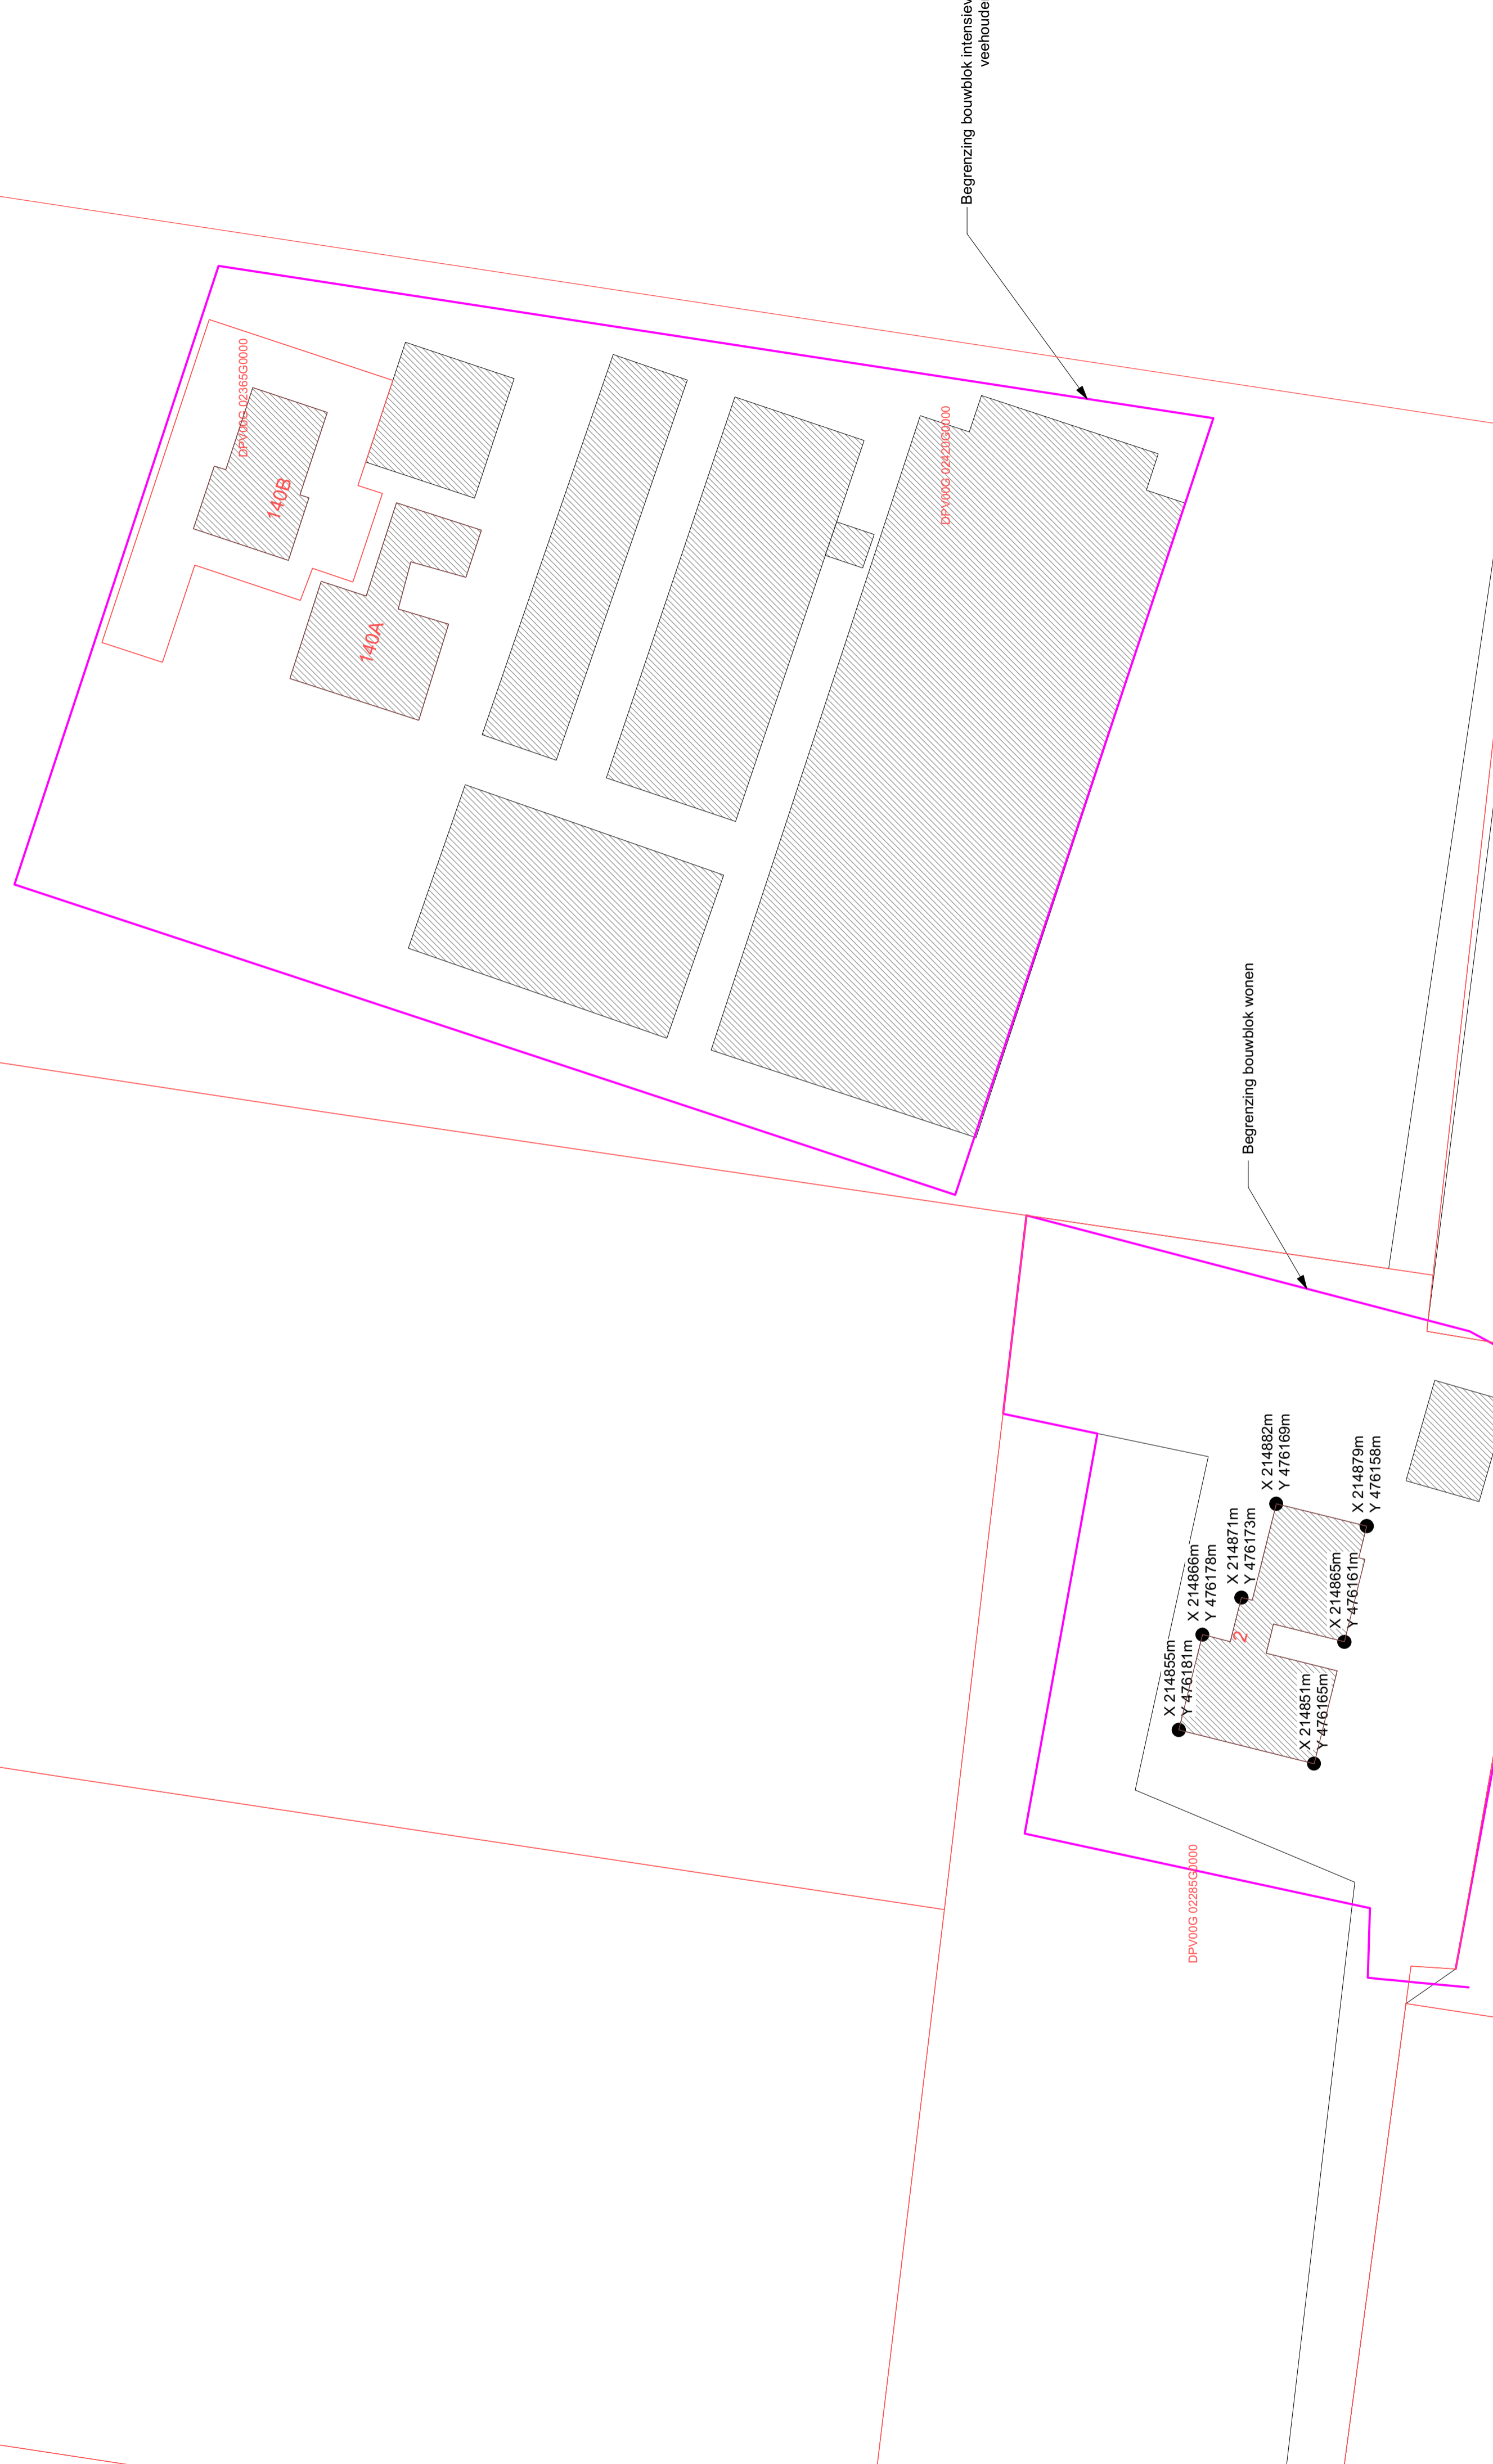 Begrenzing bouwblok intensiev
veehoude
DPV00G 02365G0000
140B
140A
DPV00G 02420G0000
Begrenzing bouwblok wonen
X 214882m
Y 476169m
X 214879m
Y 476158m
X 214871m
Y 476173m
X 214866m
Y 476178m
X 214865m
Y 476161m
X 214855m
Y 476181m
X 214851m
Y 476165m
2
DPV00G 02285G0000